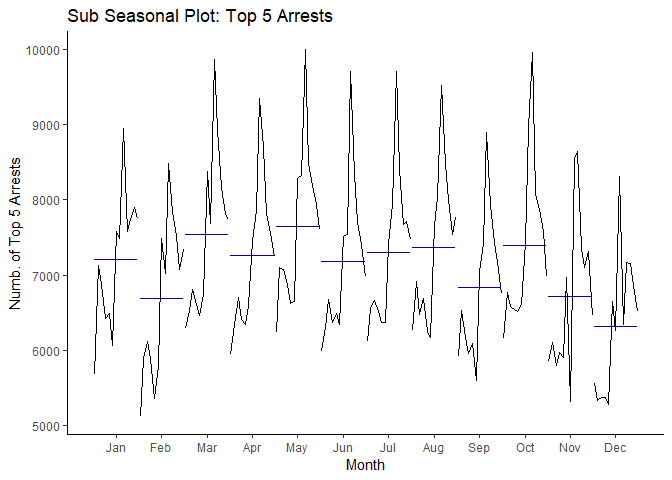 Sub Seasonal Plot: Top 5 Arrests
10000
9000
8000
7000
6000
5000
Numb. of Top 5 Arrests
Jan Feb Mar Apr May Jun Jul Aug Sep Oct Nov Dec
Month